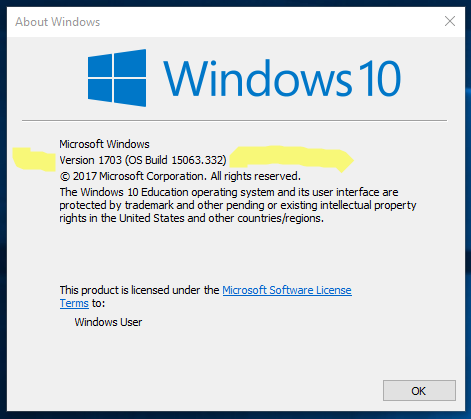 About Windows
Windows 10
Microsoft Windows
Version 1703 (OS Build 15063.332)
© 2017 Microsoft Corporation. All rights reserved.
The Windows 10 Education operating system and its user interface are
protected by trademark and other pending or existing intellectual property
rights in the United States and other countries/regions.
This product is licensed under the Microsoft Software License
Terms to:
Windows User
OK